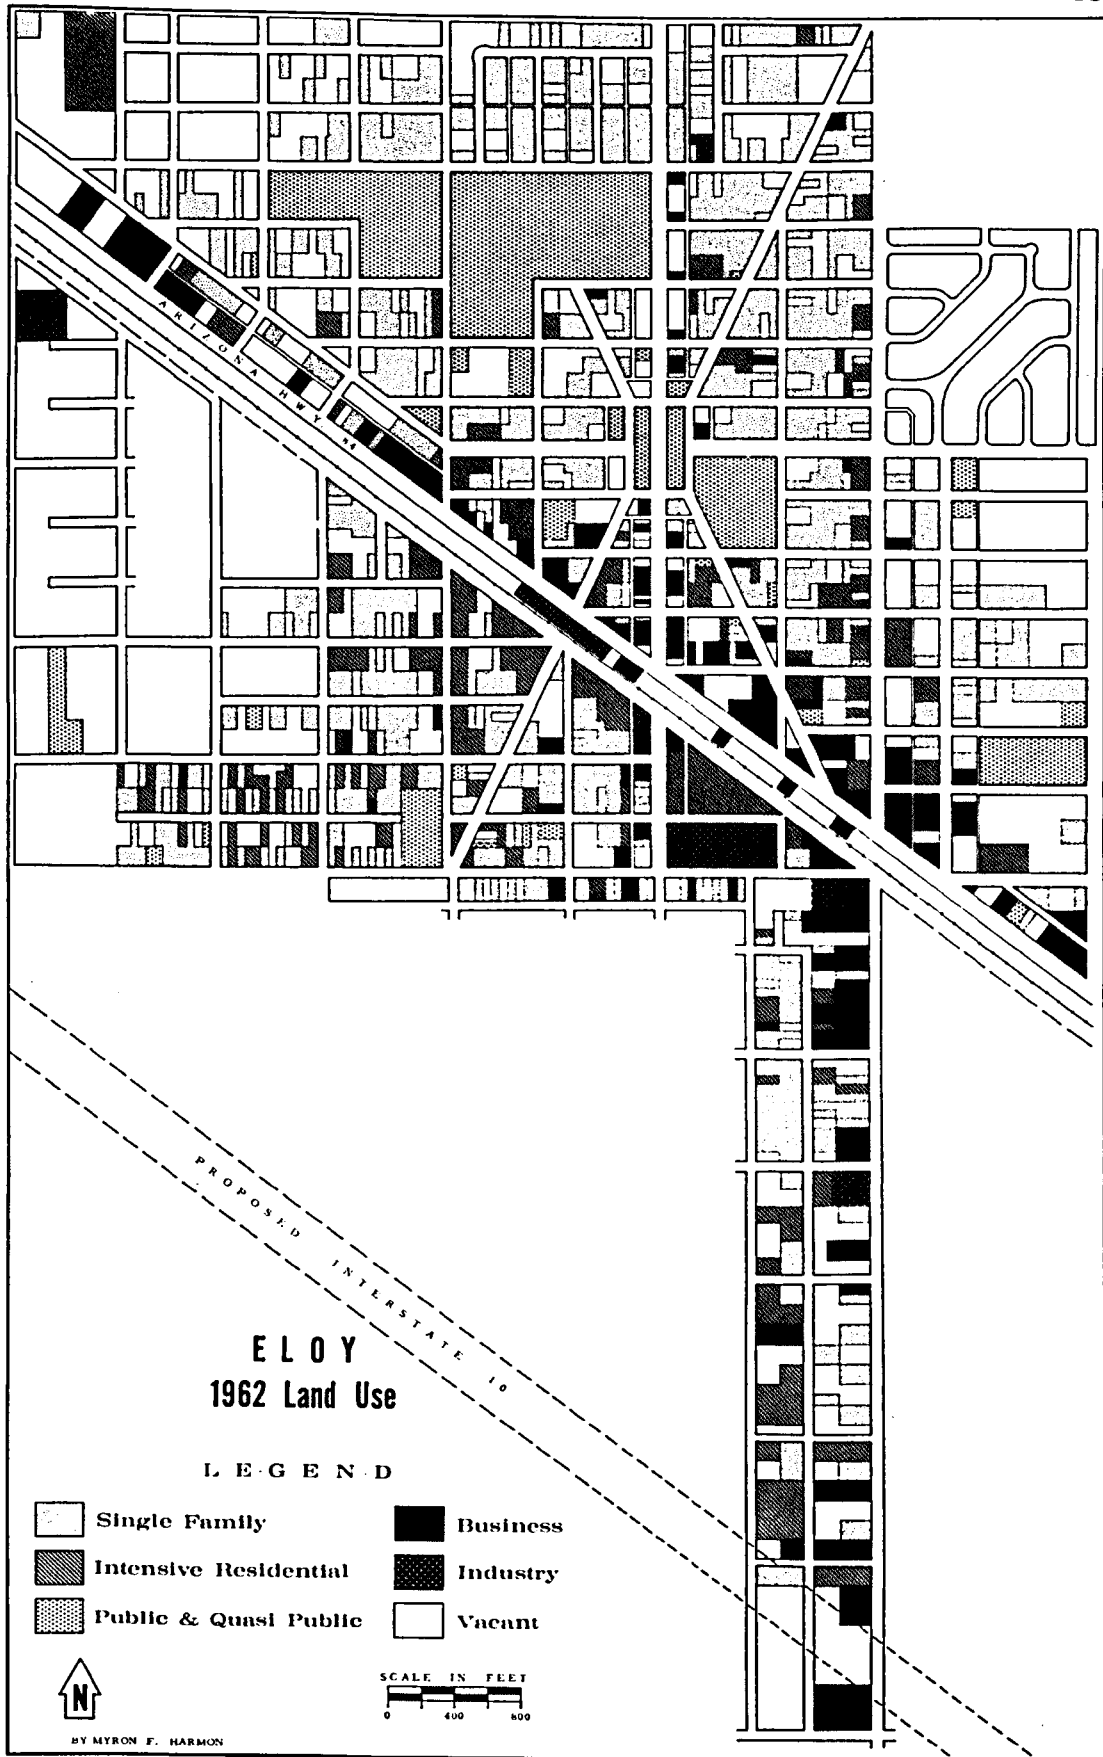 ARIZONA HWY 84
PROPOSED INTERSTATE 10
ELOY
1962 Land Use
LEGEND
Single Family
Business
Intensive Residential
Industry
Public & Quasi Public
Vacant
N
SCALE IN FEET
0 400 800
BY MYRON F. HARMON